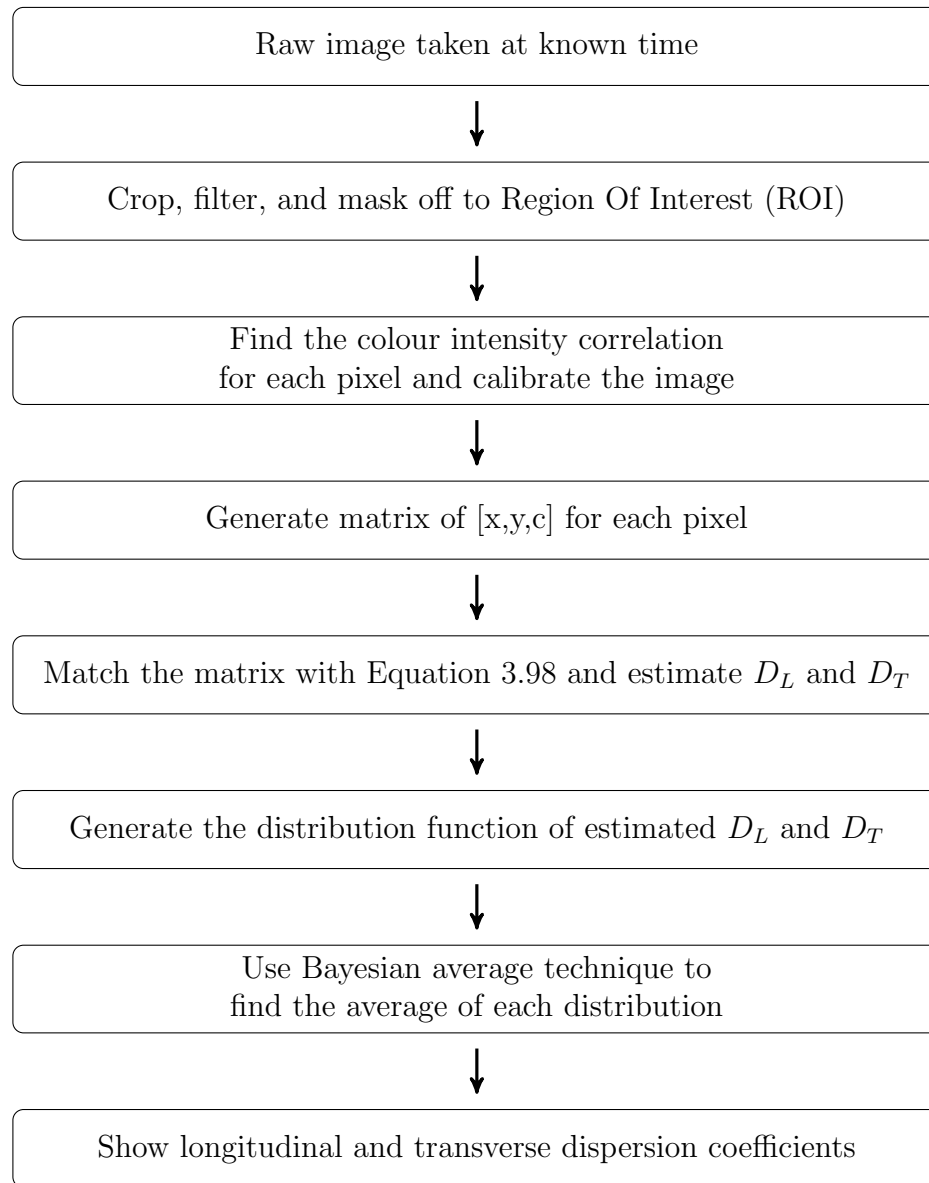 Raw image taken at known time
Crop, filter, and mask off to Region Of Interest (ROI)
Find the colour intensity correlation
for each pixel and calibrate the image
Generate matrix of [x,y,c] for each pixel
Match the matrix with Equation 3.98 and estimate D_L and D_T
Generate the distribution function of estimated D_L and D_T
Use Bayesian average technique to
find the average of each distribution
Show longitudinal and transverse dispersion coefficients